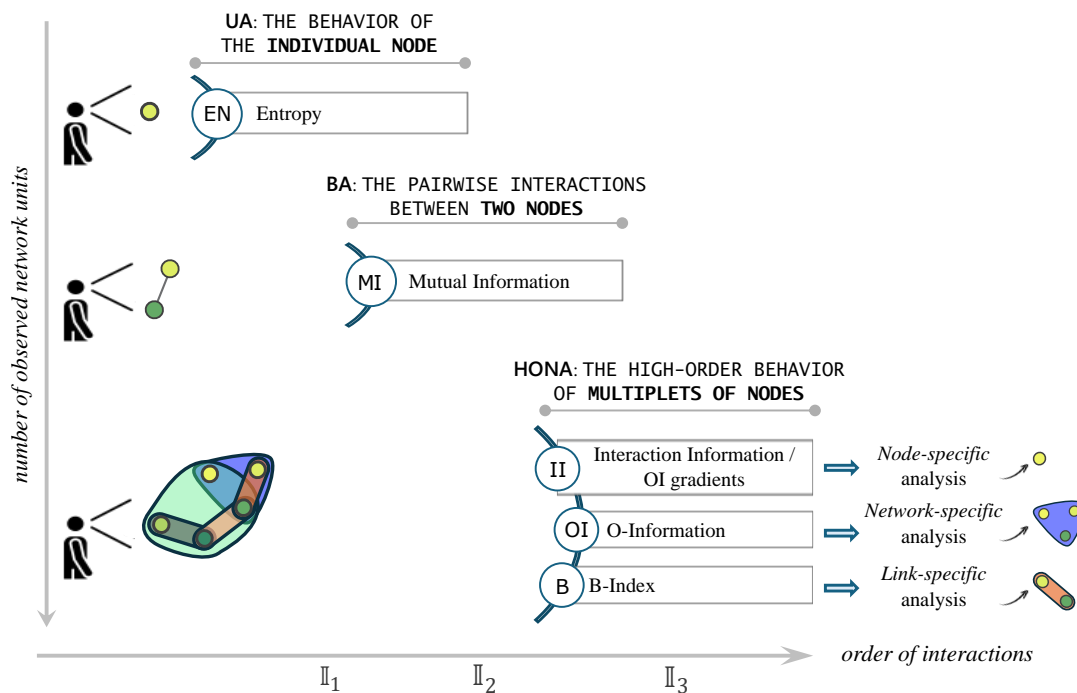 UA: THE BEHAVIOR OF
THE INDIVIDUAL NODE
EN
Entropy
BA: THE PAIRWISE INTERACTIONS
BETWEEN TWO NODES
MI
Mutual Information
HONA: THE HIGH-ORDER BEHAVIOR
OF MULTIPLETS OF NODES
II
Interaction Information /
OI gradients
Node-specific
analysis
OI
O-Information
Network-specific
analysis
B
B-Index
Link-specific
analysis
number of observed network units
order of interactions
𝕀₁
𝕀₂
𝕀₃